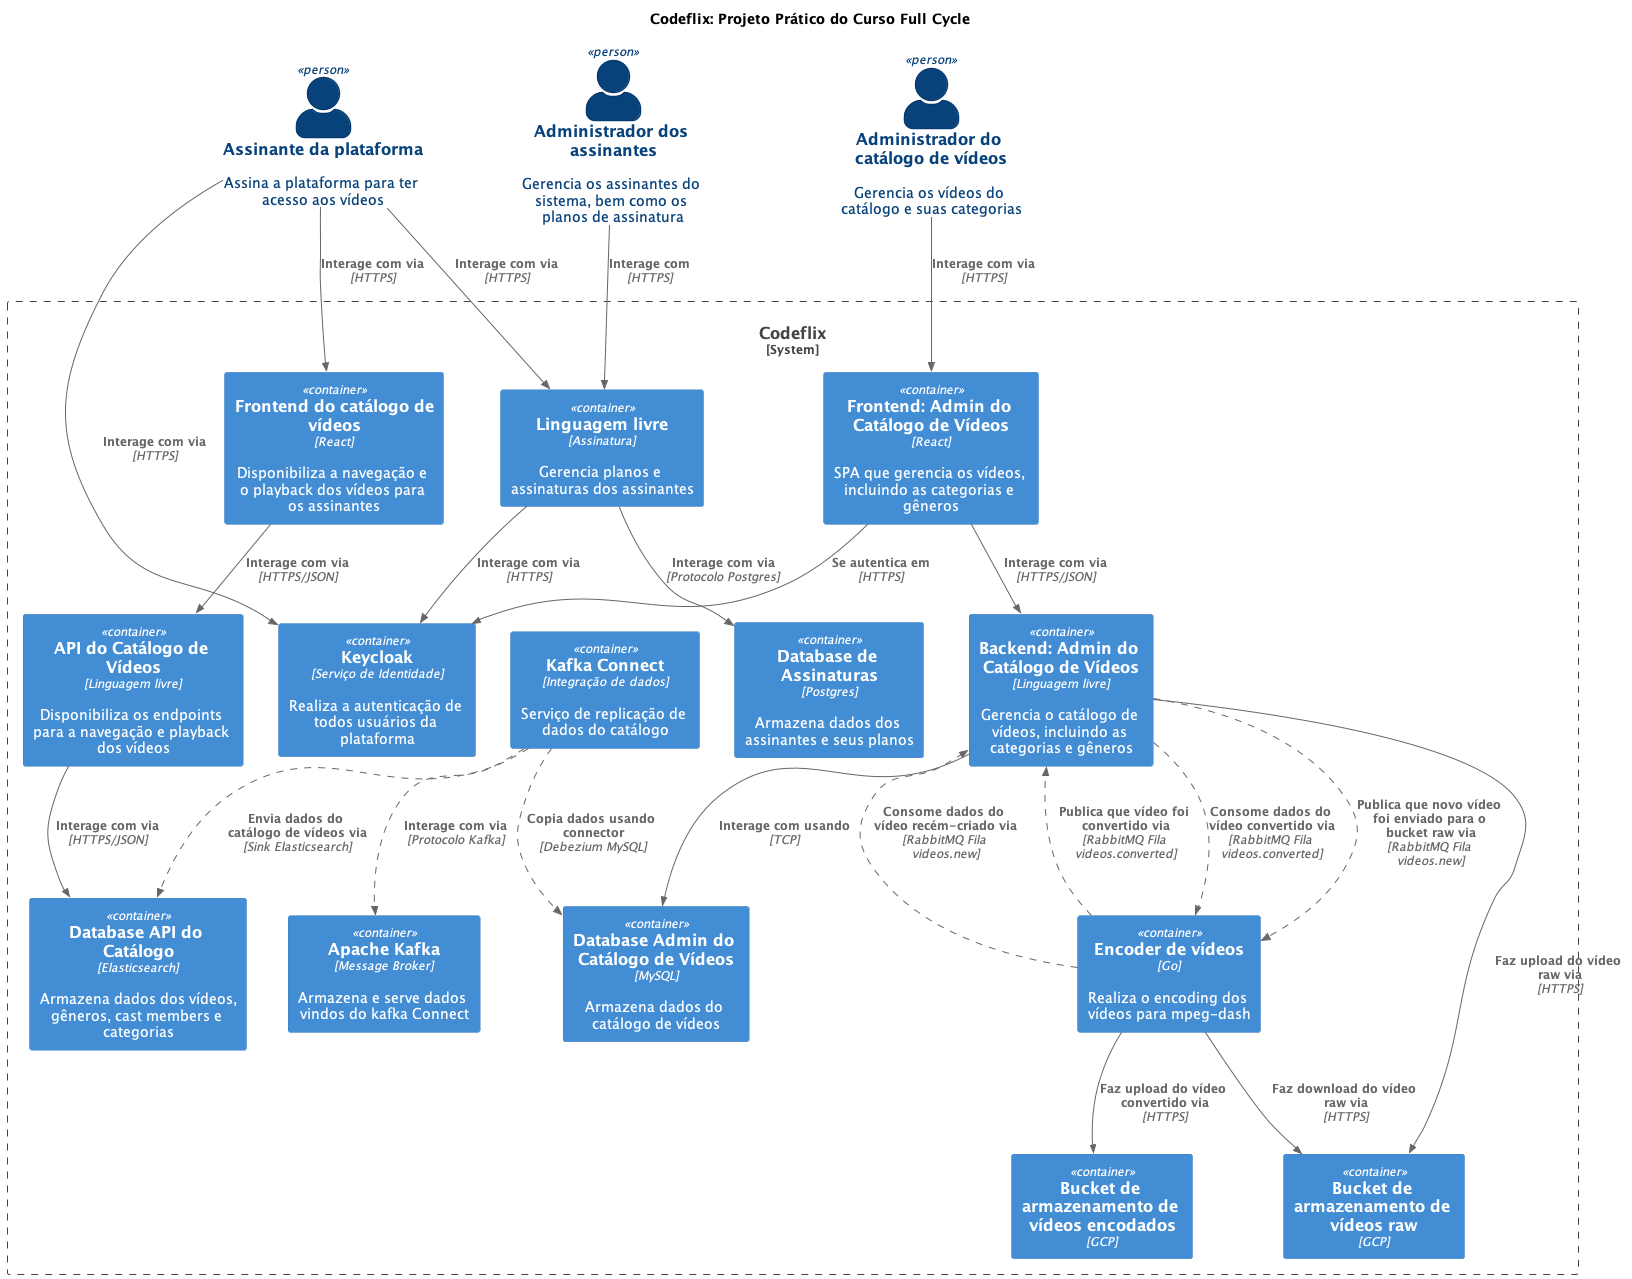 Codeflix: Projeto Prático do Curso Full Cycle
«person»
Assinante da plataforma
Assina a plataforma para ter
acesso aos vídeos
«person»
Administrador dos
assinantes
Gerencia os assinantes do
sistema, bem como os
planos de assinatura
«person»
Administrador do
catálogo de vídeos
Gerencia os vídeos do
catálogo e suas categorias
Interage com via
[HTTPS]
Interage com via
[HTTPS]
Interage com
[HTTPS]
Interage com via
[HTTPS]
Codeflix
[System]
«container»
Frontend do catálogo de
vídeos
[React]
Disponibiliza a navegação e
o playback dos vídeos para
os assinantes
«container»
Linguagem livre
[Assinatura]
Gerencia planos e
assinaturas dos assinantes
«container»
Frontend: Admin do
Catálogo de Vídeos
[React]
SPA que gerencia os vídeos,
incluindo as categorias e
gêneros
Interage com via
[HTTPS]
Interage com via
[HTTPS/JSON]
Interage com via
[HTTPS]
Interage com via
[Protocolo Postgres]
Se autentica em
[HTTPS]
Interage com via
[HTTPS/JSON]
«container»
API do Catálogo de
Vídeos
[Linguagem livre]
Disponibiliza os endpoints
para a navegação e playback
dos vídeos
«container»
Keycloak
[Serviço de Identidade]
Realiza a autenticação de
todos usuários da
plataforma
«container»
Kafka Connect
[Integração de dados]
Serviço de replicação de
dados do catálogo
«container»
Database de
Assinaturas
[Postgres]
Armazena dados dos
assinantes e seus planos
«container»
Backend: Admin do
Catálogo de Vídeos
[Linguagem livre]
Gerencia o catálogo de
vídeos, incluindo as
categorias e gêneros
Interage com via
[HTTPS/JSON]
Envia dados do
catálogo de vídeos via
[Sink Elasticsearch]
Interage com via
[Protocolo Kafka]
Copia dados usando
connector
[Debezium MySQL]
Interage com usando
[TCP]
Consome dados do
vídeo recém-criado via
[RabbitMQ Fila
videos.new]
Publica que vídeo foi
convertido via
[RabbitMQ Fila
videos.converted]
Consome dados do
vídeo convertido via
[RabbitMQ Fila
videos.converted]
Publica que novo vídeo
foi enviado para o
bucket raw via
[RabbitMQ Fila
videos.new]
«container»
Database API do
Catálogo
[Elasticsearch]
Armazena dados dos vídeos,
gêneros, cast members e
categorias
«container»
Apache Kafka
[Message Broker]
Armazena e serve dados
vindos do kafka Connect
«container»
Database Admin do
Catálogo de Vídeos
[MySQL]
Armazena dados do
catálogo de vídeos
«container»
Encoder de vídeos
[Go]
Realiza o encoding dos
vídeos para mpeg-dash
Faz upload do vídeo
raw via
[HTTPS]
Faz upload do vídeo
convertido via
[HTTPS]
Faz download do vídeo
raw via
[HTTPS]
«container»
Bucket de
armazenamento de
vídeos encodados
[GCP]
«container»
Bucket de
armazenamento de
vídeos raw
[GCP]